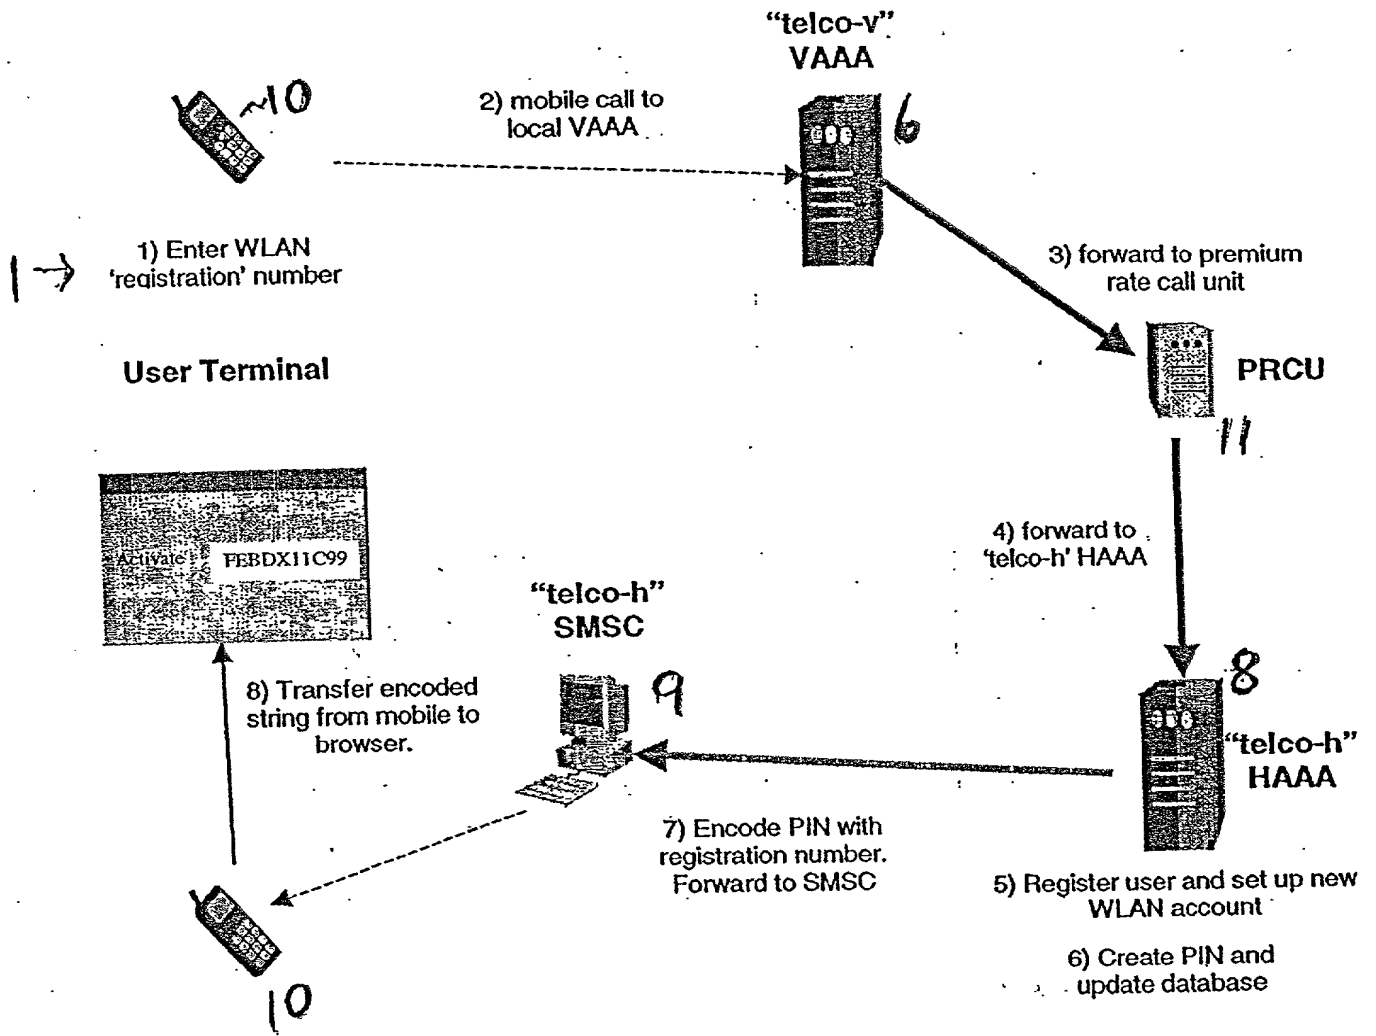 "telco-v"
VAAA
10
2) mobile call to
local VAAA
6
1) Enter WLAN
'registration' number
1
3) forward to premium
rate call unit
User Terminal
PRCU
11
4) forward to
'telco-h' HAAA
Activate
FEBDX11C99
"telco-h"
SMSC
9
8
"telco-h"
HAAA
8) Transfer encoded
string from mobile to
browser.
7) Encode PIN with
registration number.
Forward to SMSC
5) Register user and set up new
WLAN account
6) Create PIN and
update database
10